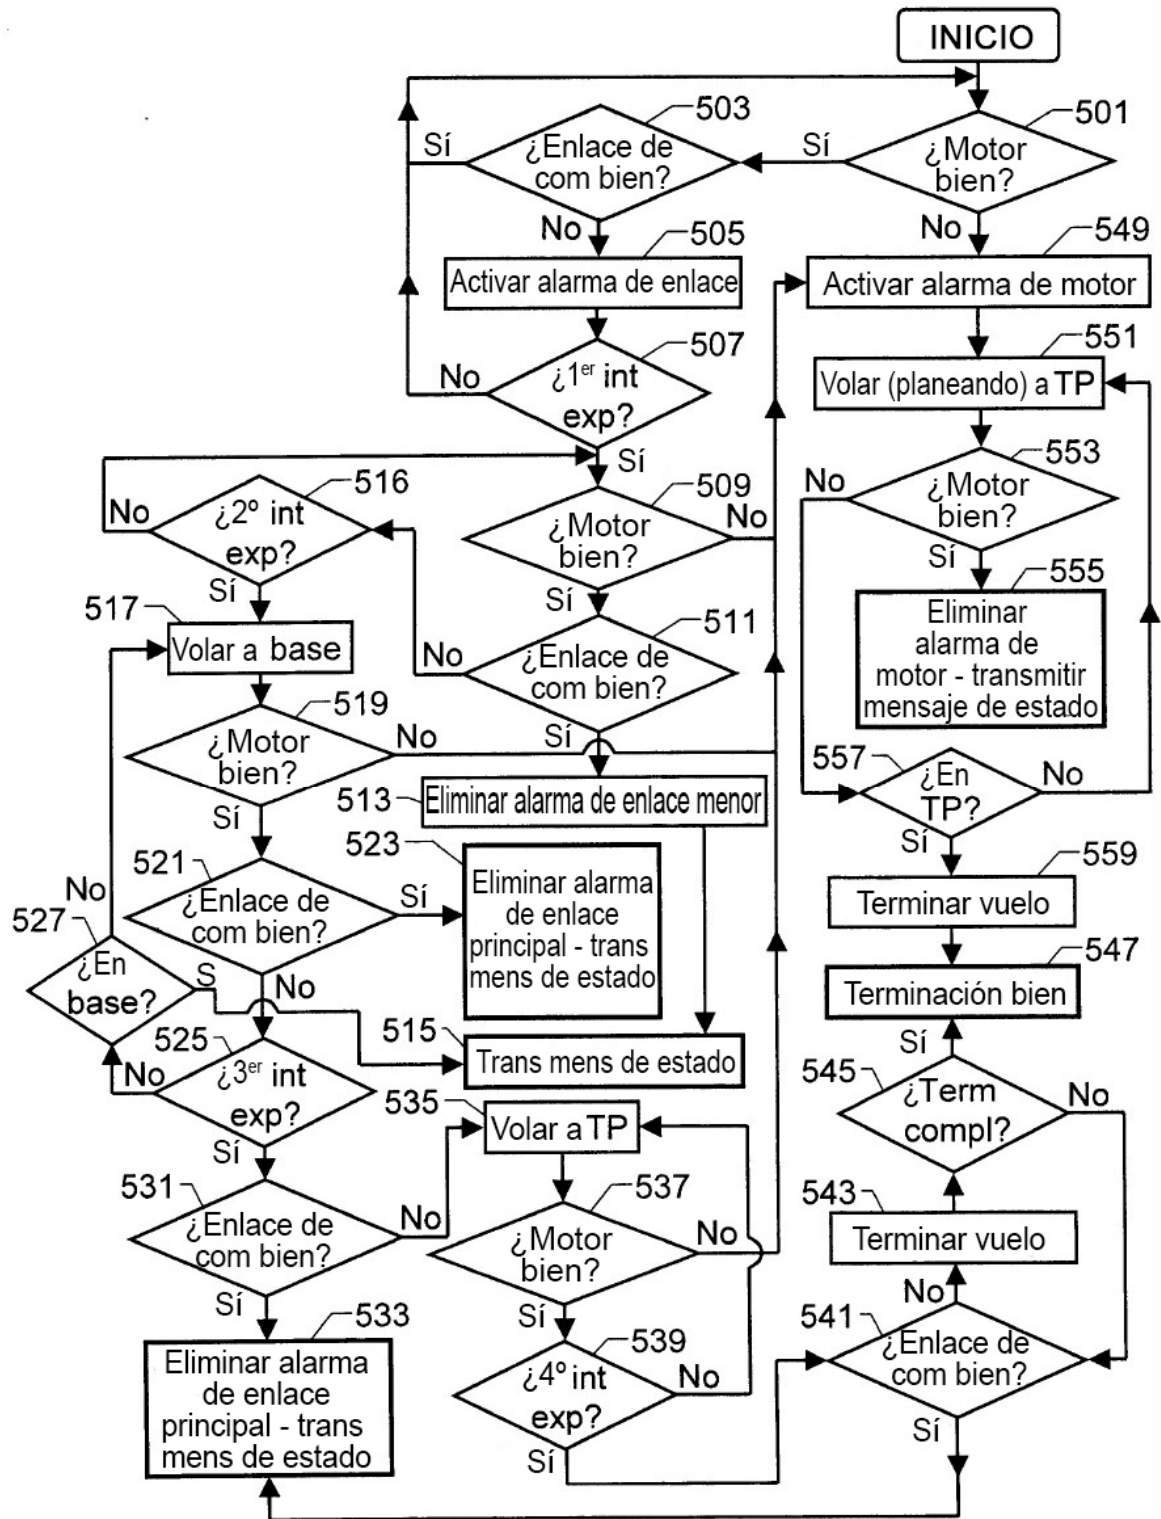 INICIO
503
501
¿Enlace de
com bien?
Sí
Sí
¿Motor
bien?
No
No
505
549
Activar alarma de enlace
Activar alarma de motor
507
551
No
¿1er int
exp?
Volar (planeando) a TP
Sí
516
509
553
No
¿2º int
exp?
¿Motor
bien?
No
No
¿Motor
bien?
Sí
Sí
Sí
517
511
555
Volar a base
No
¿Enlace de
com bien?
Eliminar
alarma de
motor - transmitir
mensaje de estado
519
No
Sí
¿Motor
bien?
557
¿En
TP?
No
513
Eliminar alarma de enlace menor
Sí
Sí
523
559
521
No
Sí
Eliminar alarma
de enlace
principal - trans
mens de estado
Terminar vuelo
527
¿Enlace de
com bien?
547
¿En
base?
S
No
Terminación bien
515
Sí
525
Trans mens de estado
545
No
¿3er int
exp?
535
¿Term
compl?
No
Volar a TP
Sí
531
537
543
No
¿Enlace de
com bien?
¿Motor
bien?
No
Terminar vuelo
Sí
Sí
No
533
539
541
Eliminar alarma
de enlace
principal - trans
mens de estado
¿4º int
exp?
No
¿Enlace de
com bien?
Sí
Sí